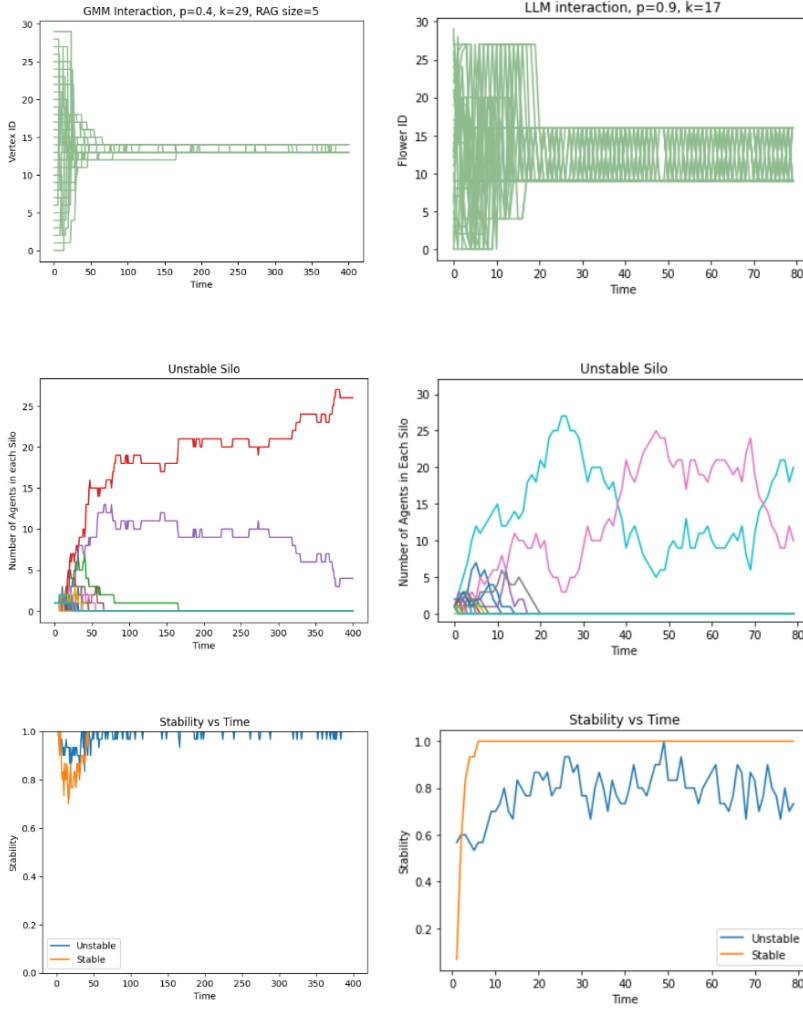 GMM Interaction, p=0.4, k=29, RAG size=5
30
25
20
15
10
5
0
Vertex ID
0 50 100 150 200 250 300 350 400
Time
LLM interaction, p=0.9, k=17
30
25
20
15
10
5
0
Flower ID
0 10 20 30 40 50 60 70 80
Time
Unstable Silo
25
20
15
10
5
0
Number of Agents in each Silo
0 50 100 150 200 250 300 350 400
Time
Unstable Silo
30
25
20
15
10
5
0
Number of Agents in Each Silo
0 10 20 30 40 50 60 70 80
Time
Stability vs Time
1.0
0.8
0.6
0.4
0.2
0.0
Stability
Unstable
Stable
0 50 100 150 200 250 300 350 400
Time
Stability vs Time
1.0
0.8
0.6
0.4
0.2
Stability
Unstable
Stable
0 10 20 30 40 50 60 70 80
Time